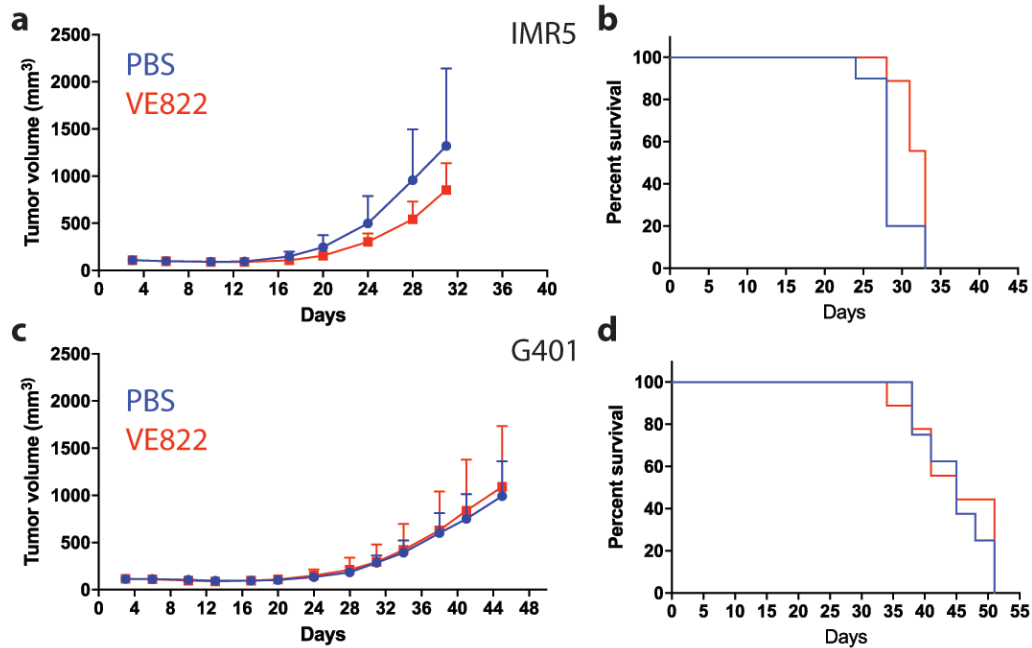 a
IMR5
PBS
VE822
Tumor volume (mm³)
2500
2000
1500
1000
500
0
0 4 8 12 16 20 24 28 32 36 40
Days
b
Percent survival
100
80
60
40
20
0
0 5 10 15 20 25 30 35 40 45
Days
c
G401
PBS
VE822
Tumor volume (mm³)
2500
2000
1500
1000
500
0
0 4 8 13 16 20 24 28 32 36 40 44 48
Days
d
Percent survival
100
80
60
40
20
0
0 5 10 15 20 25 30 35 40 45 50 55
Days